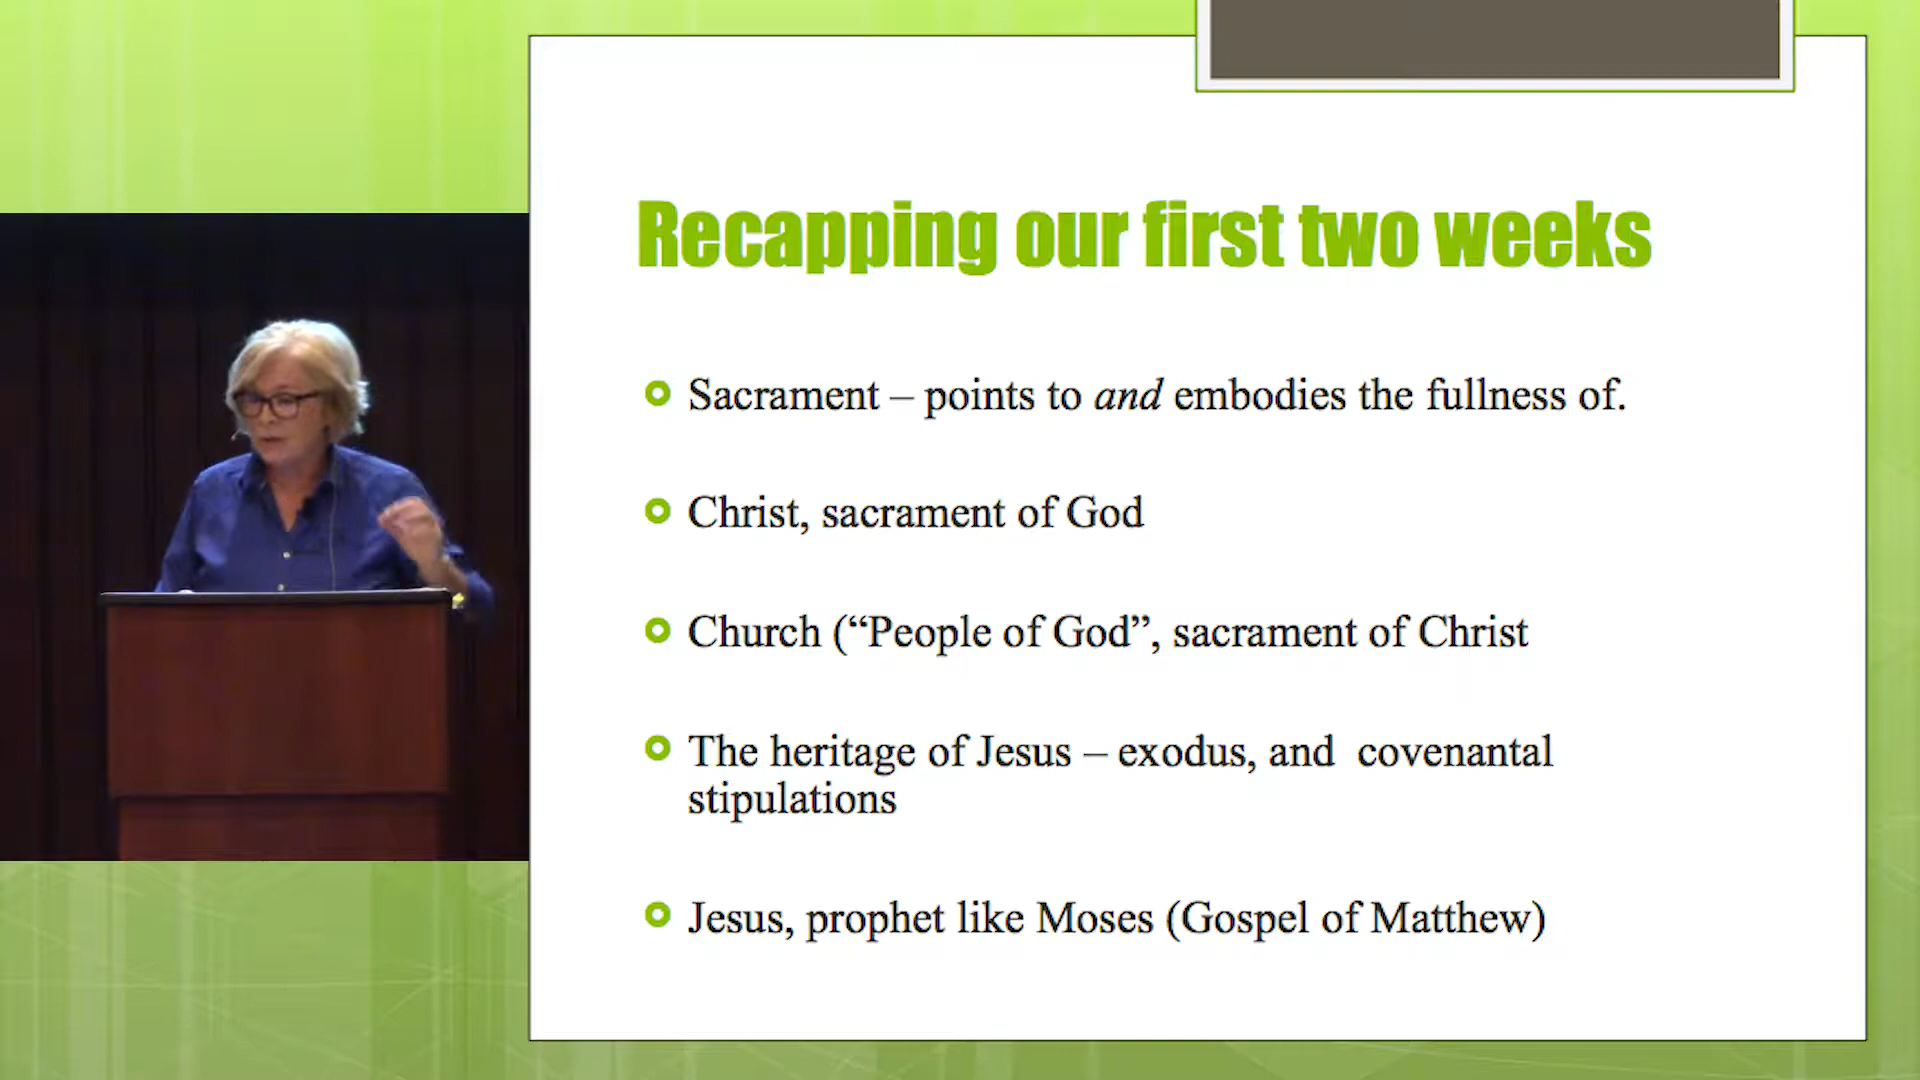 Recapping our first two weeks
Sacrament – points to and embodies the fullness of.
Christ, sacrament of God
Church (“People of God”, sacrament of Christ
The heritage of Jesus – exodus, and  covenantal
stipulations
Jesus, prophet like Moses (Gospel of Matthew)